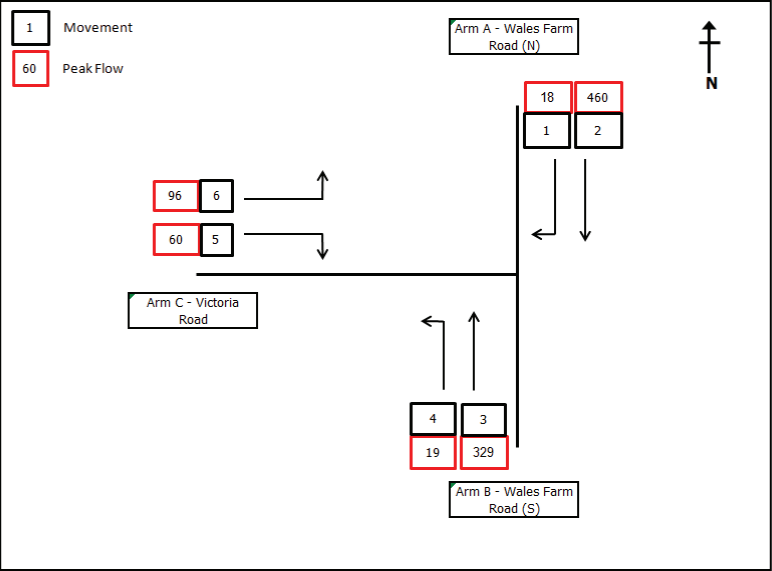 1 Movement
60 Peak Flow
Arm A - Wales Farm
Road (N)
N
18 460
1 2
96 6
60 5
Arm C - Victoria
Road
4 3
19 329
Arm B - Wales Farm
Road (S)